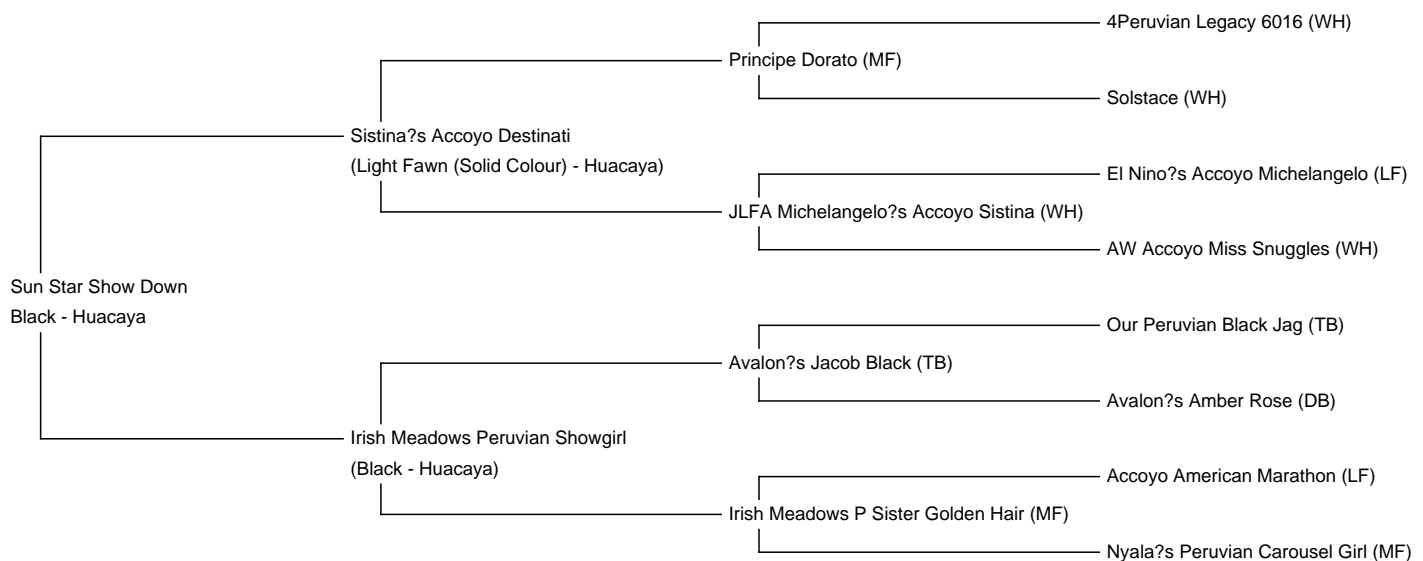 4Peruvian Legacy 6016 (WH)
Principe Dorato (MF)
Solstace (WH)
Sistina?s Accoyo Destinati
(Light Fawn (Solid Colour) - Huacaya)
El Nino?s Accoyo Michelangelo (LF)
JLFA Michelangelo?s Accoyo Sistina (WH)
AW Accoyo Miss Snuggles (WH)
Sun Star Show Down
Black - Huacaya
Our Peruvian Black Jag (TB)
Avalon?s Jacob Black (TB)
Avalon?s Amber Rose (DB)
Irish Meadows Peruvian Showgirl
(Black - Huacaya)
Accoyo American Marathon (LF)
Irish Meadows P Sister Golden Hair (MF)
Nyala?s Peruvian Carousel Girl (MF)